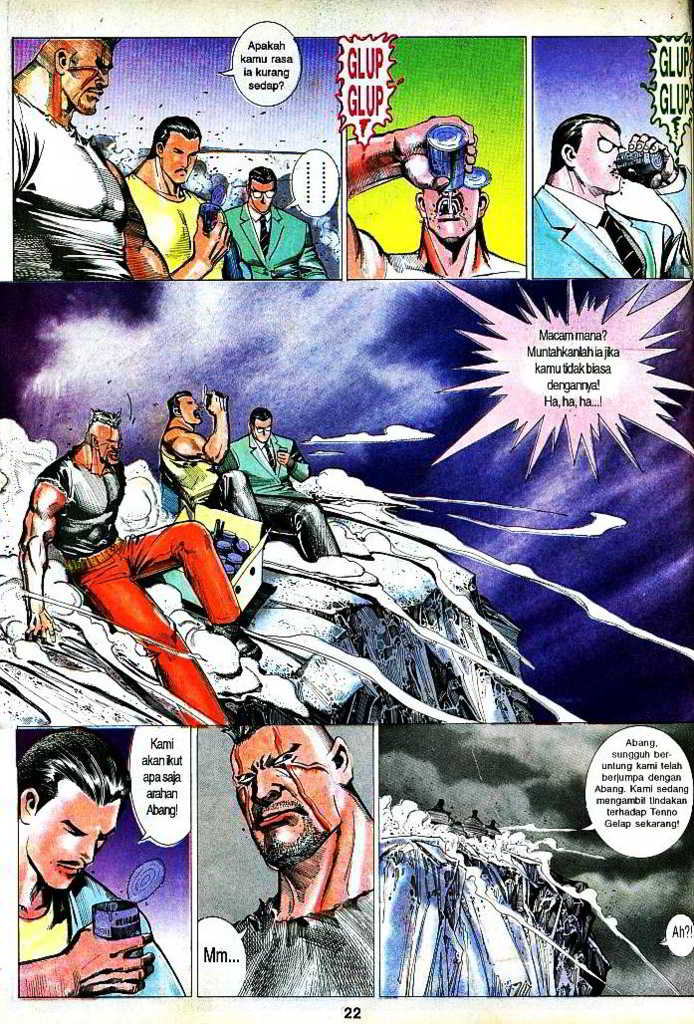 Apakah
kamu rasa
ia kurang
sedap?
GLUP
GLUP
GLUP
GLUP
Macam mana?
Muntahkanlah ia jika
kamu tidak biasa
dengannya!
Ha, ha, ha...!
Kami
akan ikut
apa saja
arahan
Abang!
Mm...
Abang,
sungguh ber-
untung kami telah
berjumpa dengan
Abang. Kami sedang
mengambil tindakan
terhadap Tenno
Gelap sekarang!
Ah?!
22